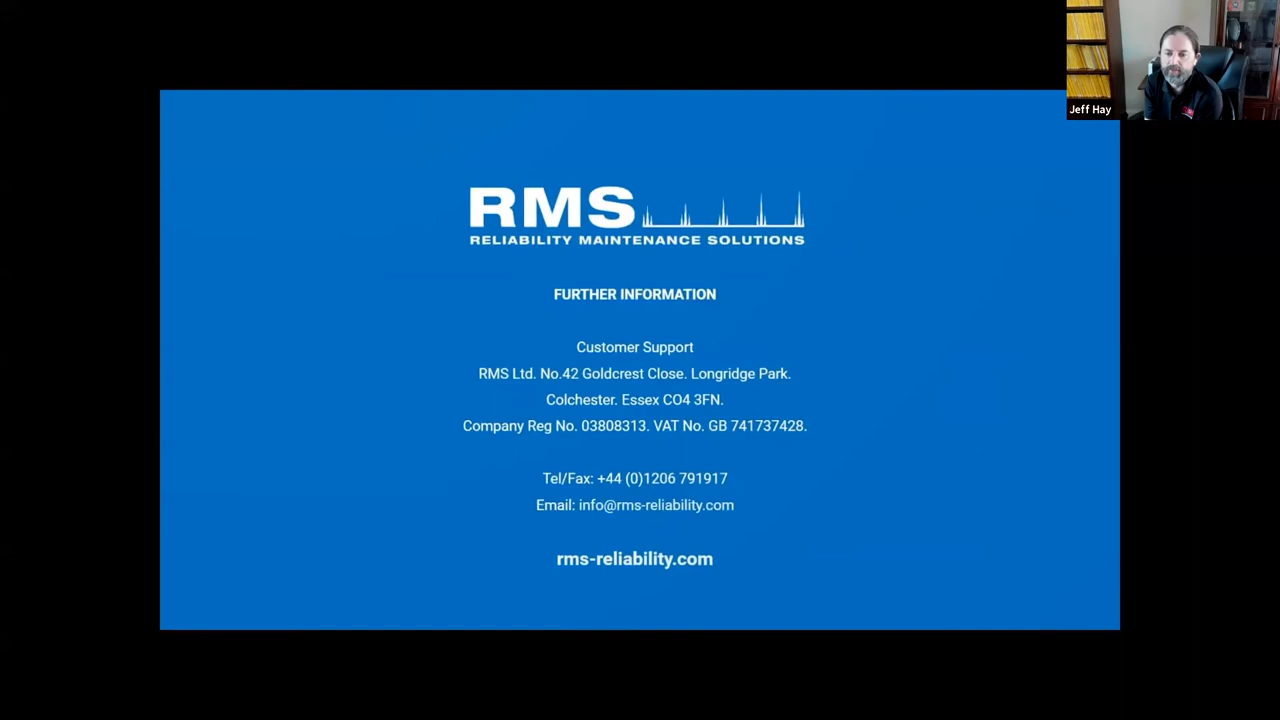 Jeff Hay
RMS
RELIABILITY MAINTENANCE SOLUTIONS
FURTHER INFORMATION
Customer Support
RMS Ltd. No.42 Goldcrest Close. Longridge Park.
Colchester. Essex CO4 3FN.
Company Reg No. 03808313. VAT No. GB 741737428.
Tel/Fax: +44 (0)1206 791917
Email: info@rms-reliability.com
rms-reliability.com